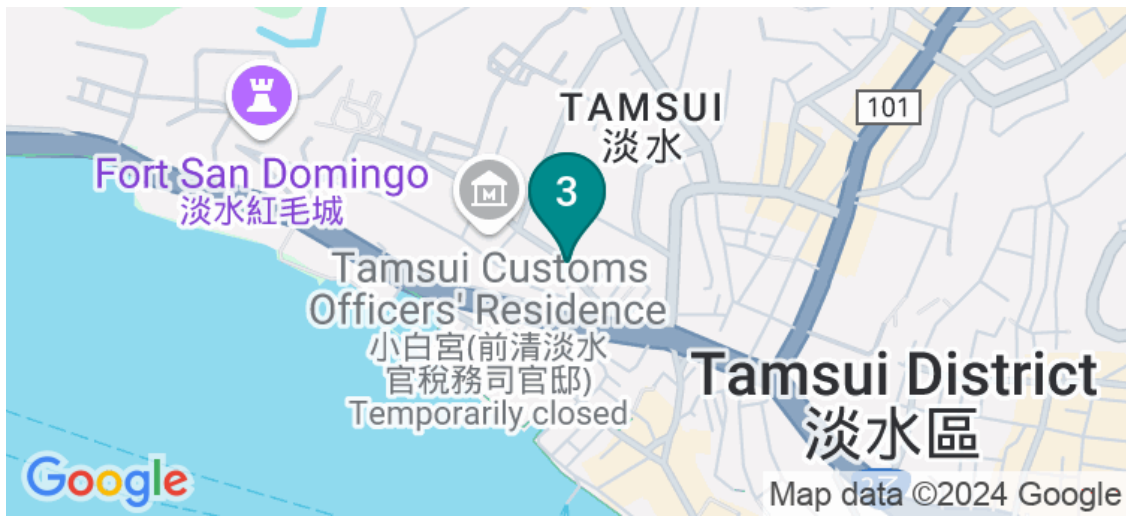 101
TAMSUI
淡水
3
Fort San Domingo
淡水紅毛城
M
Tamsui Customs
Officers' Residence
小白宮(前清淡水
官稅務司官邸)
Temporarily closed
Tamsui District
淡水區
Google
Map data ©2024 Google